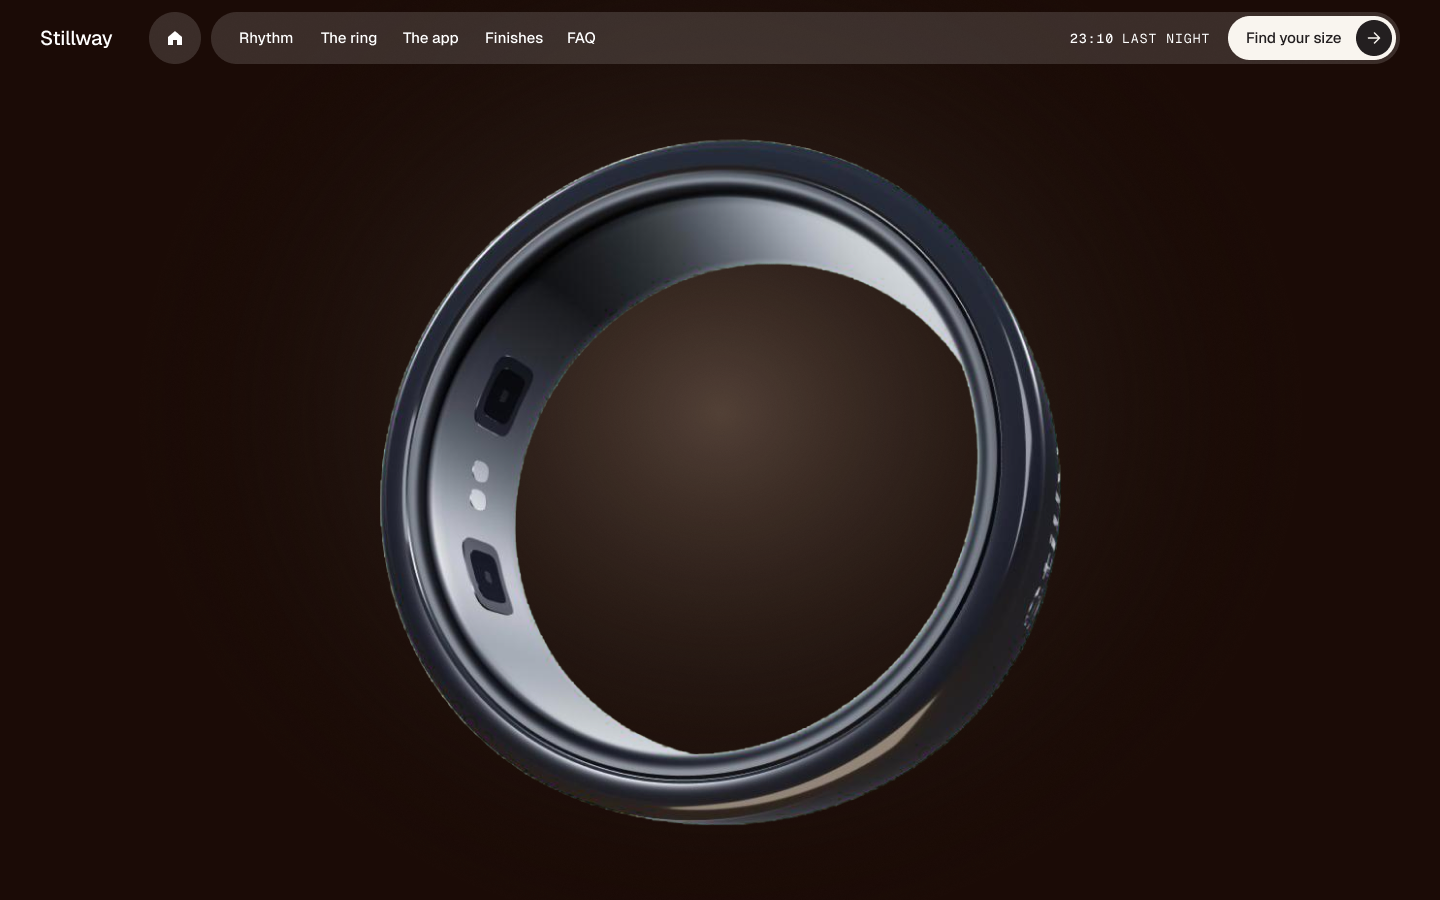 Stillway
Rhythm
The ring
The app
Finishes
FAQ
23:10 LAST NIGHT
Find your size